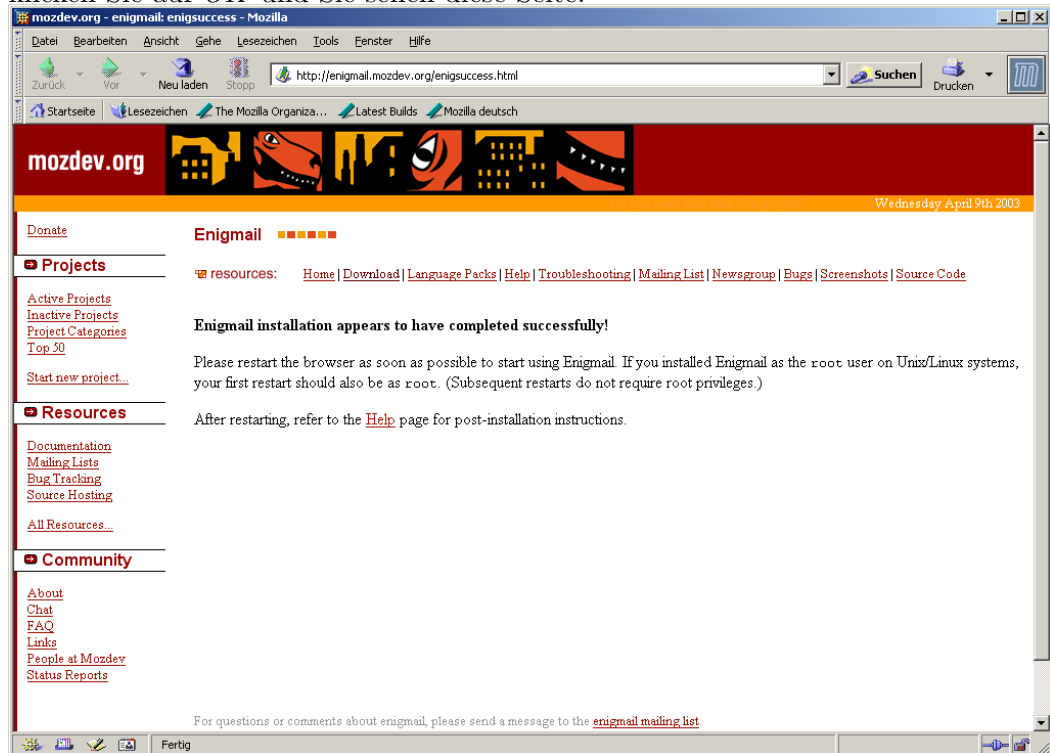 klicken Sie auf OK und Sie sehen diese Seite:
mozdev.org - enigmail: enigsuccess - Mozilla
Datei Bearbeiten Ansicht Gehe Lesezeichen Tools Fenster Hilfe
Zurück Vor Neu laden Stopp http://enigmail.mozdev.org/enigsuccess.html Suchen Drucken
Startseite Lesezeichen The Mozilla Organiza... Latest Builds Mozilla deutsch
mozdev.org
Wednesday April 9th 2003
Donate
Projects
Active Projects
Inactive Projects
Project Categories
Top 50
Start new project...
Resources
Documentation
Mailing Lists
Bug Tracking
Source Hosting
All Resources...
Community
About
Chat
FAQ
Links
People at Mozdev
Status Reports
Enigmail
resources: Home | Download | Language Packs | Help | Troubleshooting | Mailing List | Newsgroup | Bugs | Screenshots | Source Code
Enigmail installation appears to have completed successfully!
Please restart the browser as soon as possible to start using Enigmail. If you installed Enigmail as the root user on Unix/Linux systems,
your first restart should also be as root. (Subsequent restarts do not require root privileges.)
After restarting, refer to the Help page for post-installation instructions.
For questions or comments about enigmail, please send a message to the enigmail mailing list.
Fertig